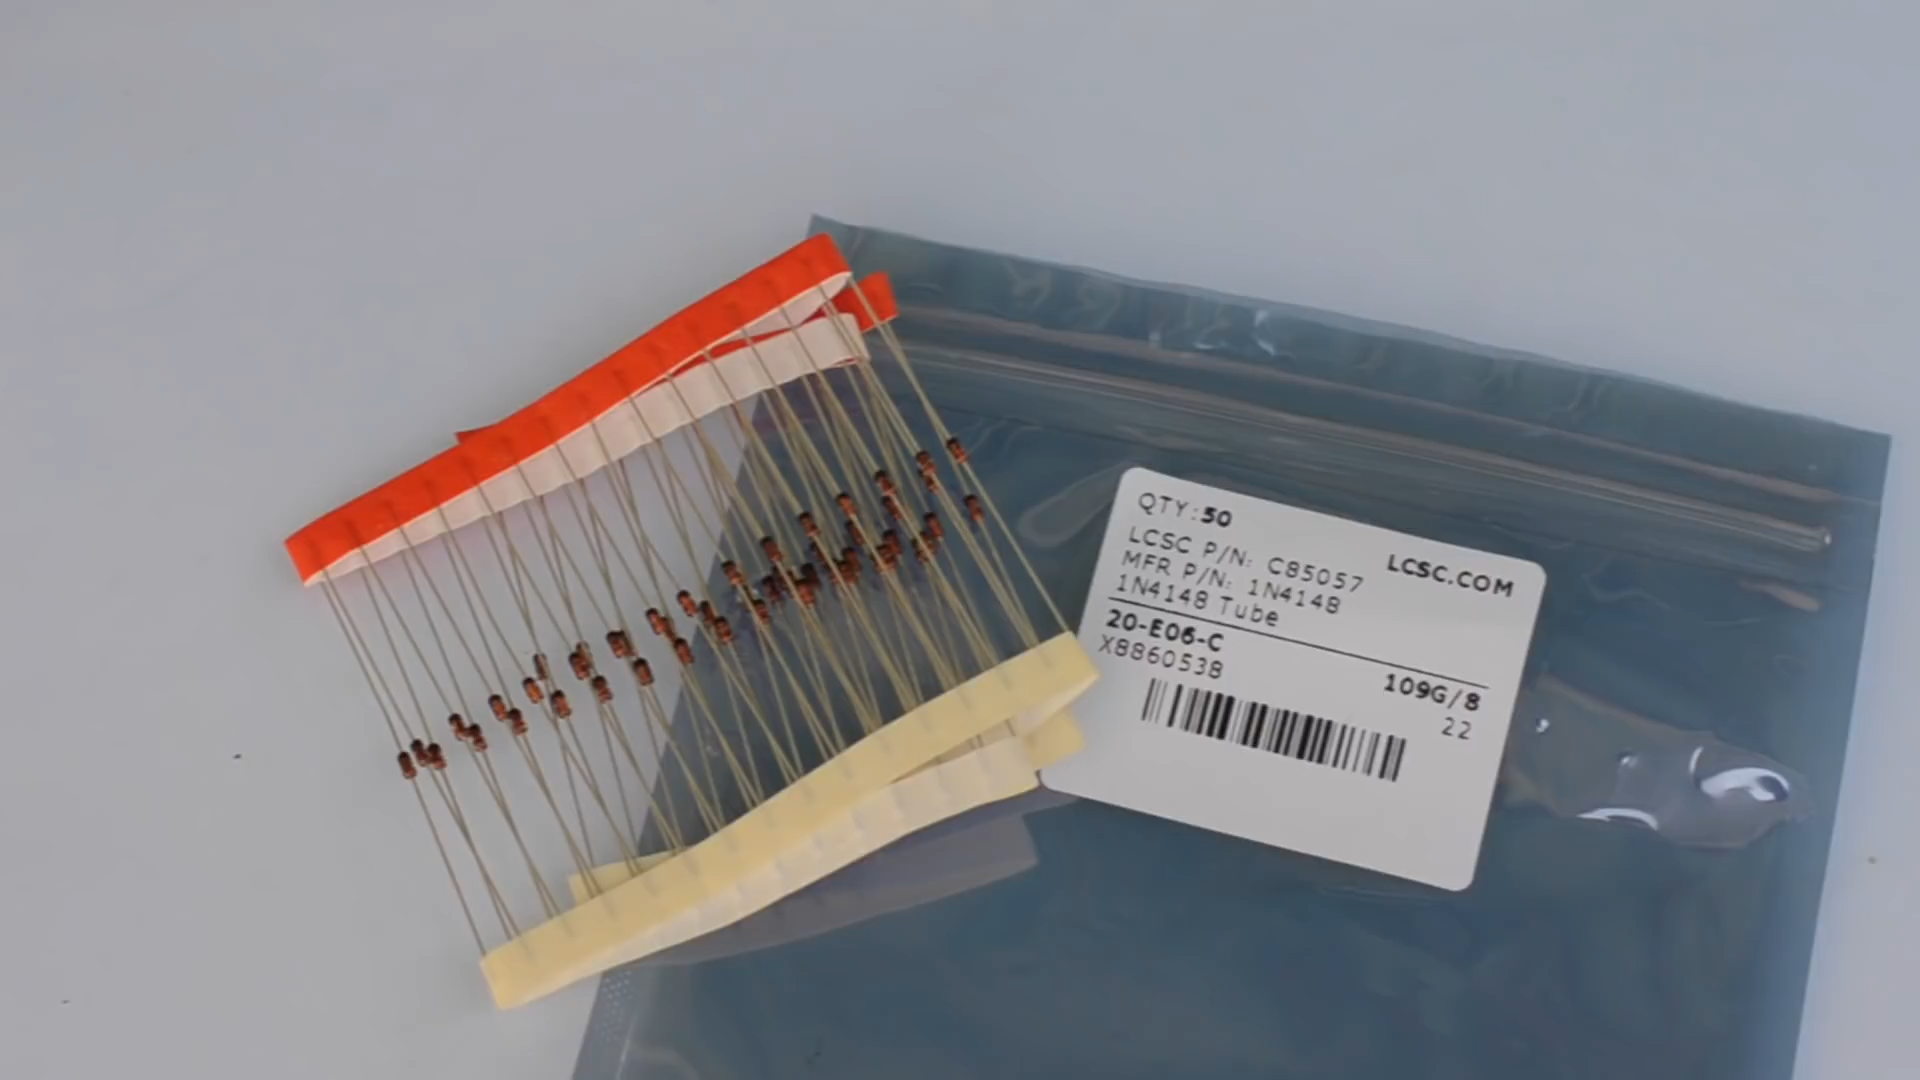 QTY:50
LCSC.COM
LCSC P/N: C85057
MFR P/N: 1N4148
1N4148 Tube
20-E06-C
X8860538
109G/8
22